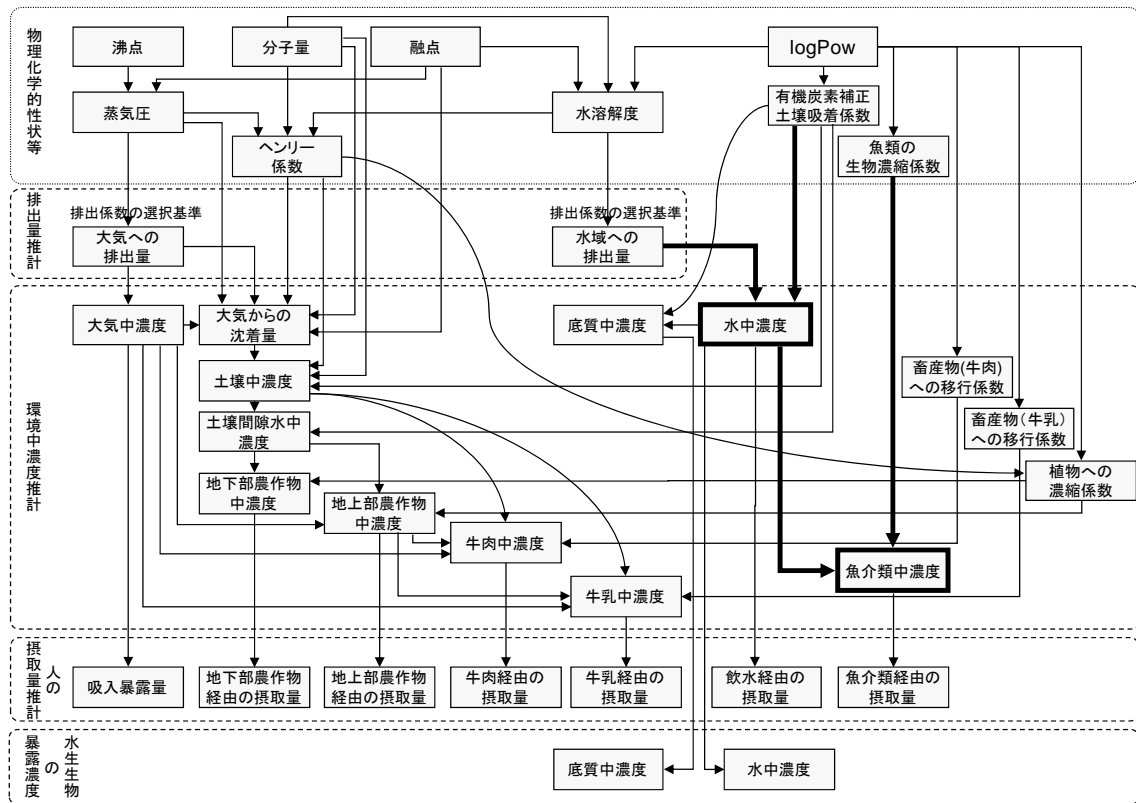 物理化学的性状等
沸点
分子量
融点
logPow
蒸気圧
水溶解度
有機炭素補正
土壌吸着係数
ヘンリー
係数
魚類の
生物濃縮係数
排出量推計
排出係数の選択基準
大気への
排出量
排出係数の選択基準
水域への
排出量
環境中濃度推計
大気中濃度
大気からの
沈着量
底質中濃度
水中濃度
土壌中濃度
畜産物(牛肉)
への移行係数
土壌間隙水中
濃度
畜産物(牛乳)
への移行係数
地下部農作物
中濃度
植物への
濃縮係数
地上部農作物
中濃度
牛肉中濃度
魚介類中濃度
牛乳中濃度
人の
摂取量推計
吸入暴露量
地下部農作物
経由の摂取量
地上部農作物
経由の摂取量
牛肉経由の
摂取量
牛乳経由の
摂取量
飲水経由の
摂取量
魚介類経由の
摂取量
水生生物
の
暴露濃度
底質中濃度
水中濃度